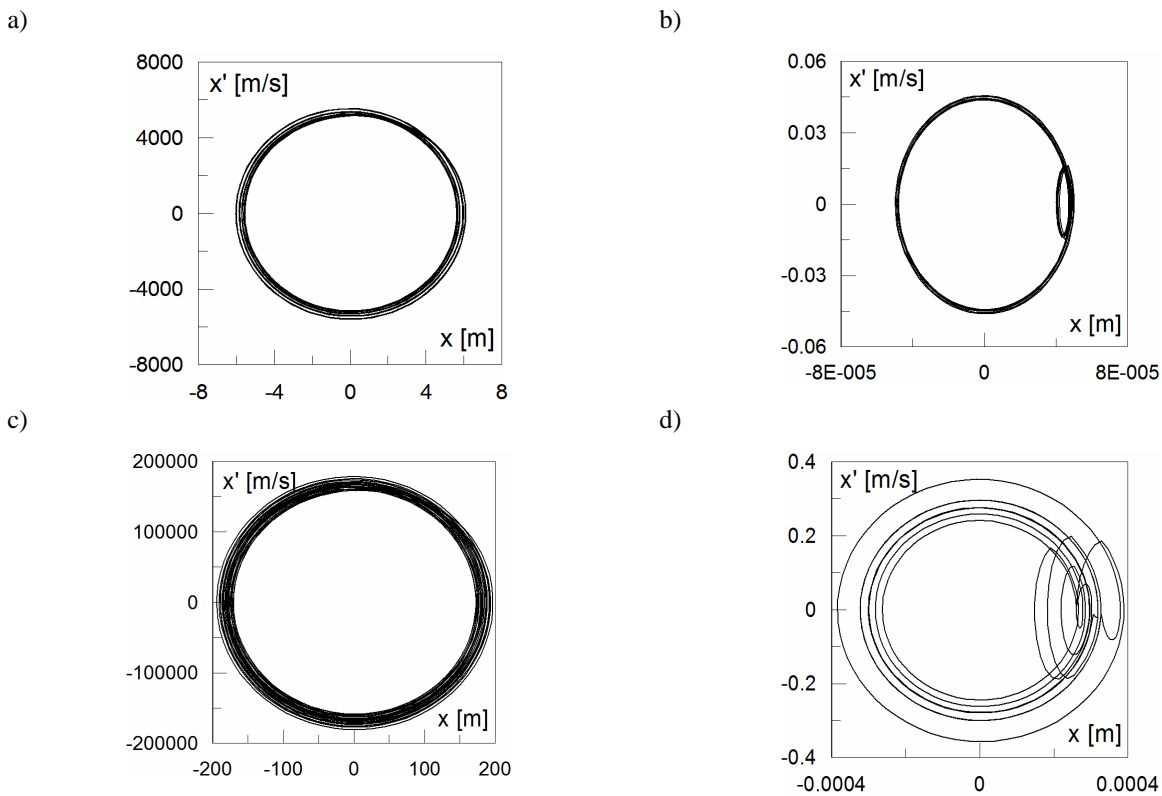 a)
8000
x' [m/s]
4000
0
-4000
x [m]
-8000
-8 -4 0 4 8
b)
0.06
x' [m/s]
0.03
0
-0.03
x [m]
-0.06
-8E-005 0 8E-005
c)
200000
x' [m/s]
100000
0
-100000
x [m]
-200000
-200 -100 0 100 200
d)
0.4
x' [m/s]
0.2
0
-0.2
x [m]
-0.4
-0.0004 0 0.0004